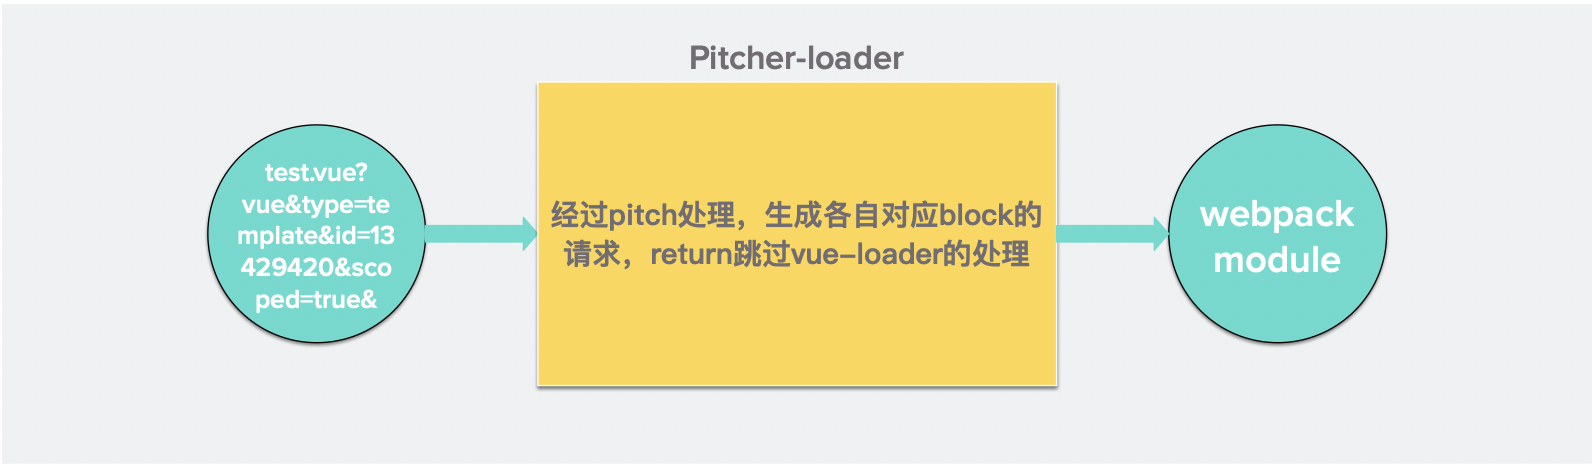 Pitcher-loader
test.vue?
vue&type=te
mplate&id=13
429420&sco
ped=true&
经过pitch处理，生成各自对应block的
请求，return跳过vue-loader的处理
webpack
module